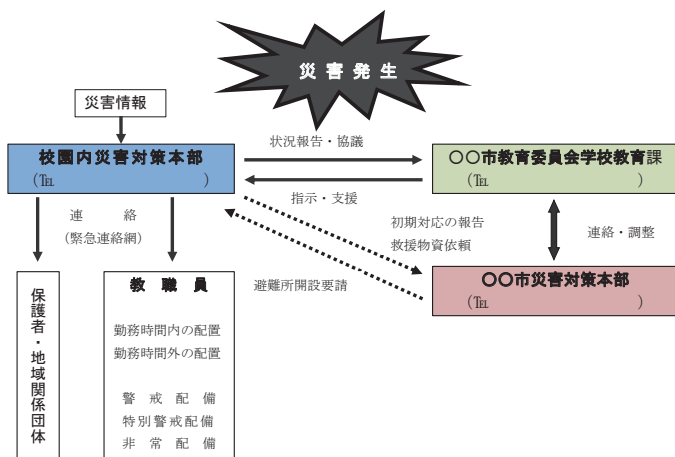 災害発生
災害情報
校園内災害対策本部
(℡ )
状況報告・協議
指示・支援
〇〇市教育委員会学校教育課
(℡ )
連 絡
(緊急連絡網)
初期対応の報告
救援物資依頼
連絡・調整
避難所開設要請
〇〇市災害対策本部
(℡ )
保護者・地域関係団体
教職員
勤務時間内の配置
勤務時間外の配置
警戒配備
特別警戒配備
非常配備